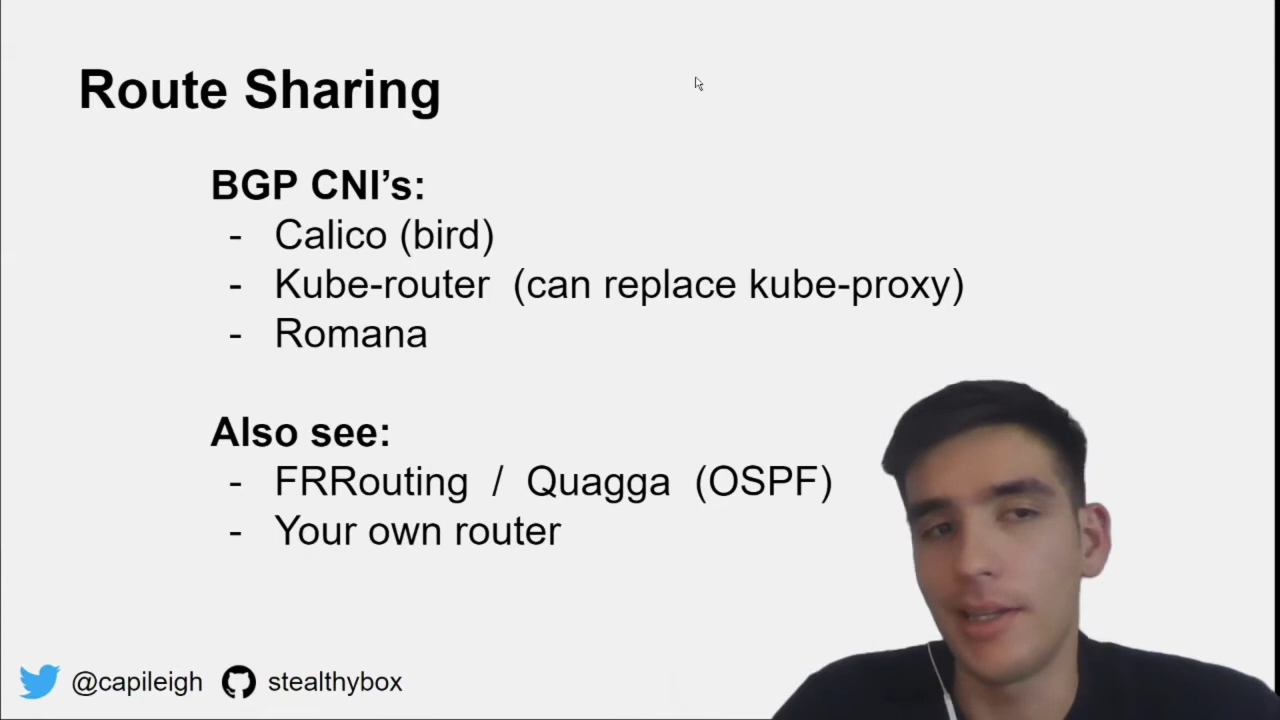 Route Sharing
BGP CNI’s:
- Calico (bird)
- Kube-router (can replace kube-proxy)
- Romana
Also see:
- FRRouting / Quagga (OSPF)
- Your own router
@capileigh stealthybox